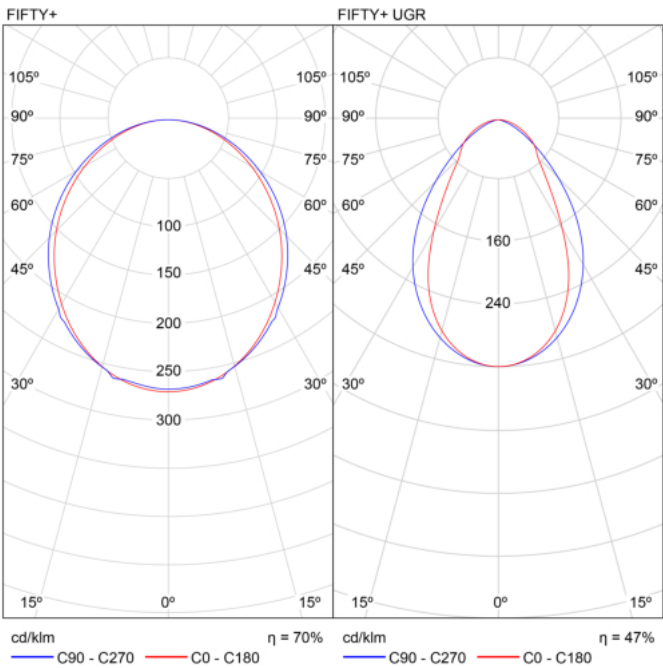 FIFTY+ FIFTY+ UGR
105º 105º 105º 105º
90º 90º 90º 90º
75º 75º 75º 75º
60º 60º 60º 60º
100
160
45º 45º 45º 45º
150
240
200
250
30º 30º 30º 30º
300
15º 0º 15º 15º 0º 15º
cd/klm η = 70% cd/klm η = 47%
C90 - C270 C0 - C180 C90 - C270 C0 - C180